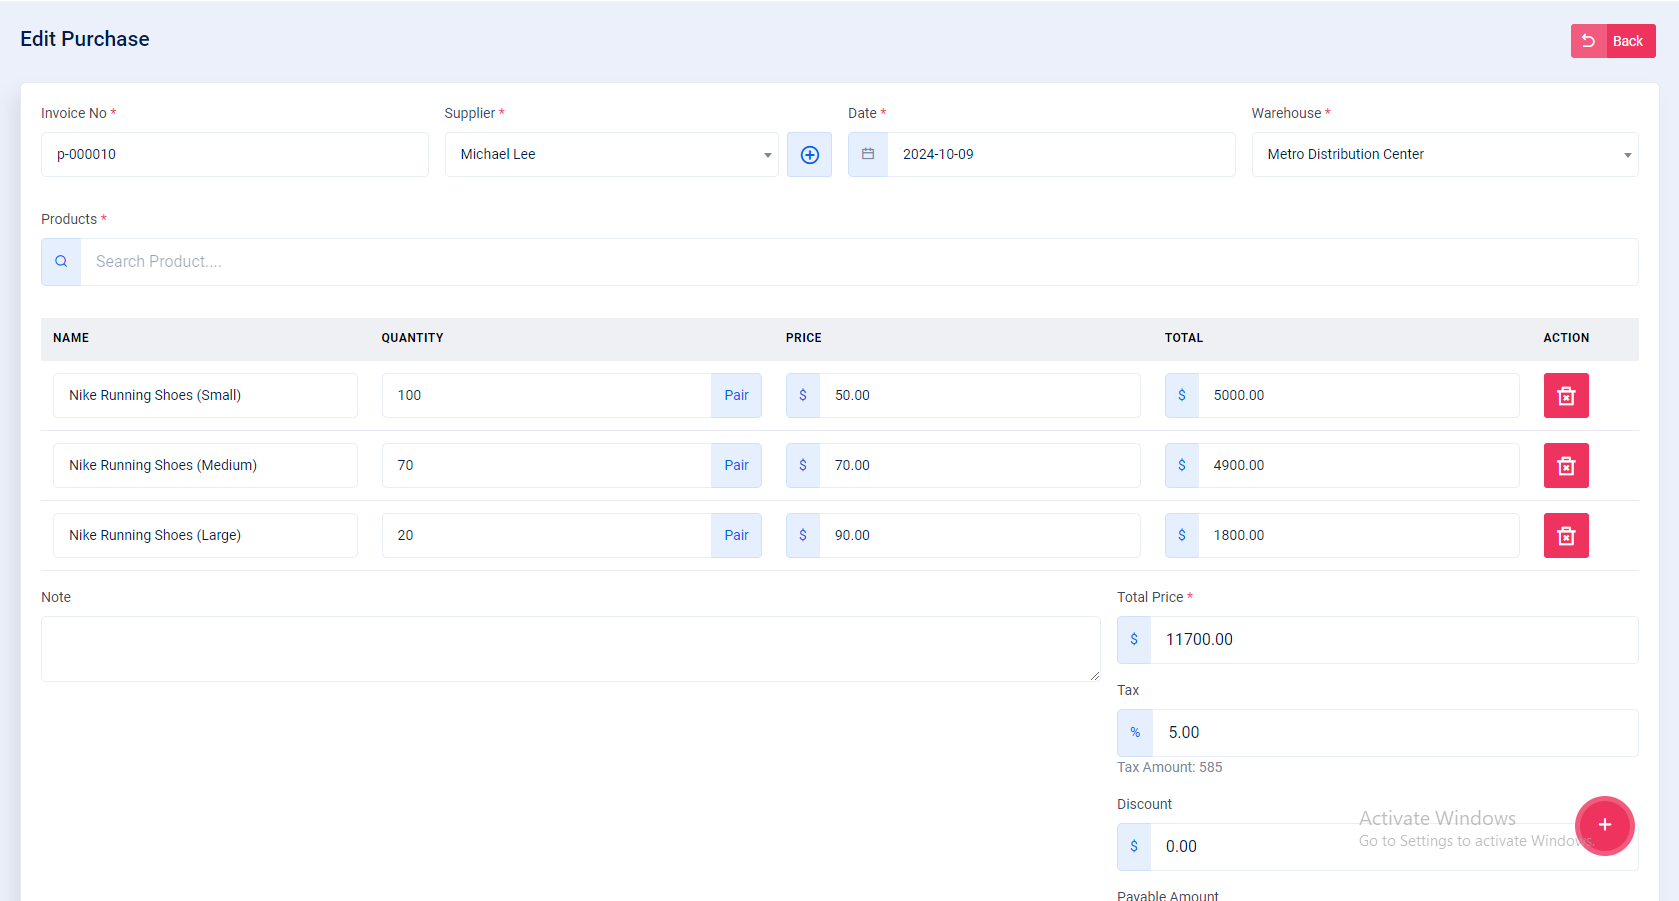 Edit Purchase
Back
Invoice No *
Supplier *
Date *
Warehouse *
p-000010
Michael Lee
2024-10-09
Metro Distribution Center
Products *
Search Product....
NAME QUANTITY PRICE TOTAL ACTION
Nike Running Shoes (Small) 100 Pair $ 50.00 $ 5000.00
Nike Running Shoes (Medium) 70 Pair $ 70.00 $ 4900.00
Nike Running Shoes (Large) 20 Pair $ 90.00 $ 1800.00
Note
Total Price *
$ 11700.00
Tax
% 5.00
Tax Amount: 585
Discount
$ 0.00
Activate Windows
Go to Settings to activate Windows.
Payable Amount